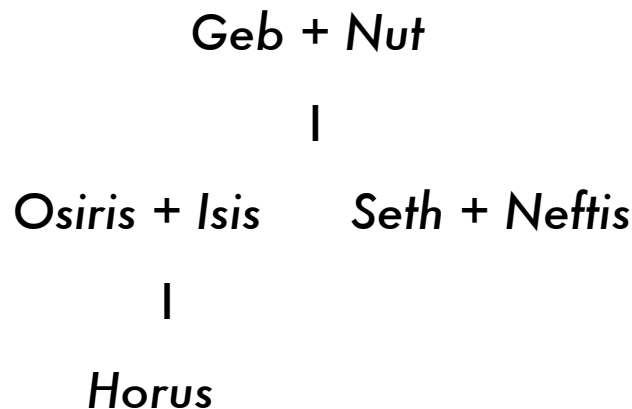 Geb + Nut
Osiris + Isis Seth + Neftis
Horus